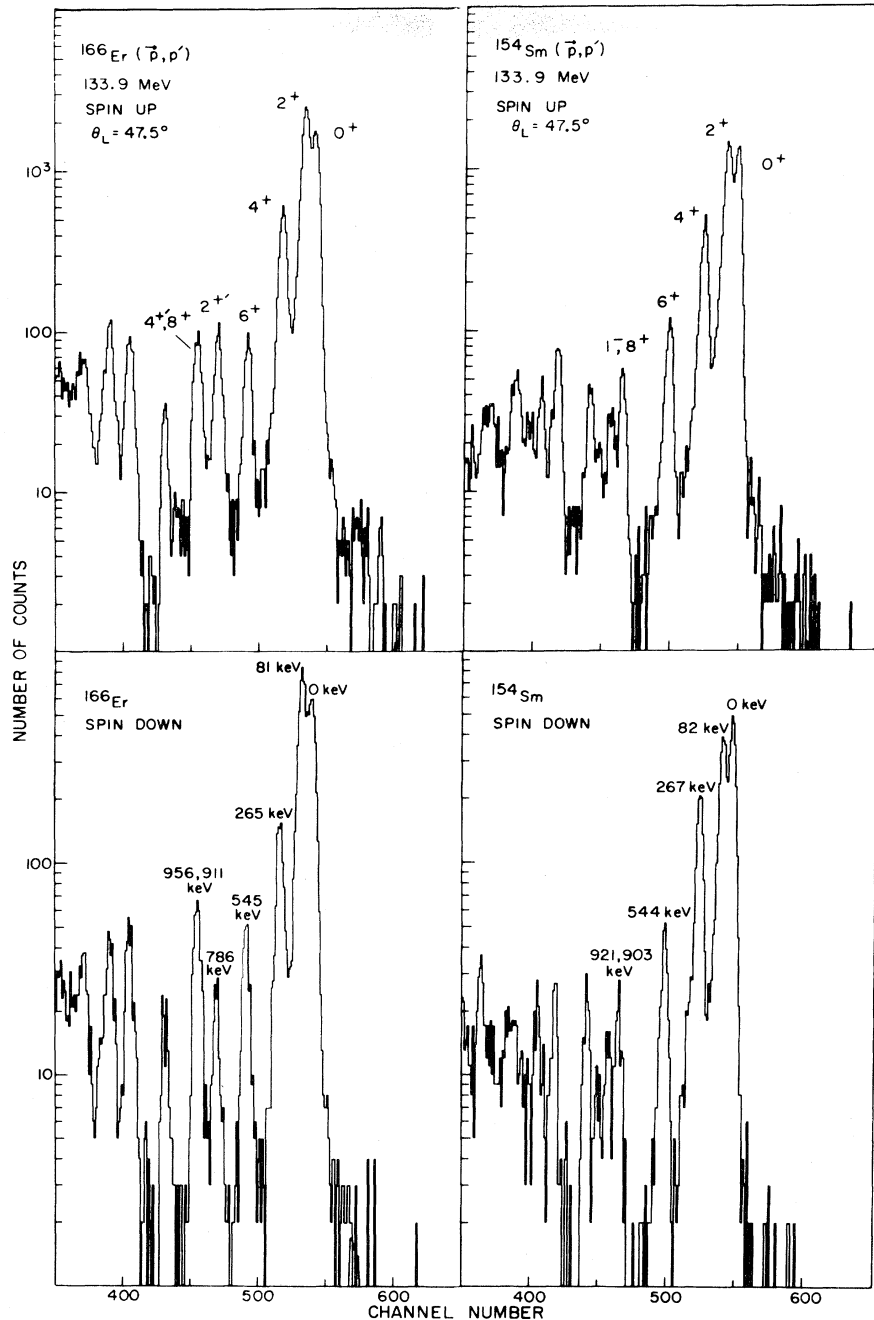 166Er (p⃗,p′)
133.9 MeV
SPIN UP
θL = 47.5°
2+
0+
4+
4+′,8+
2+′
6+
10³
100
10
154Sm (p⃗,p′)
133.9 MeV
SPIN UP
θL = 47.5°
2+
0+
4+
6+
1−,8+
400
500
600
NUMBER OF COUNTS
166Er
SPIN DOWN
81 keV
0 keV
265 keV
956,911
keV
545
keV
786
keV
100
10
154Sm
SPIN DOWN
0 keV
82 keV
267 keV
544 keV
921,903
keV
400
500
600
400
500
600
CHANNEL NUMBER